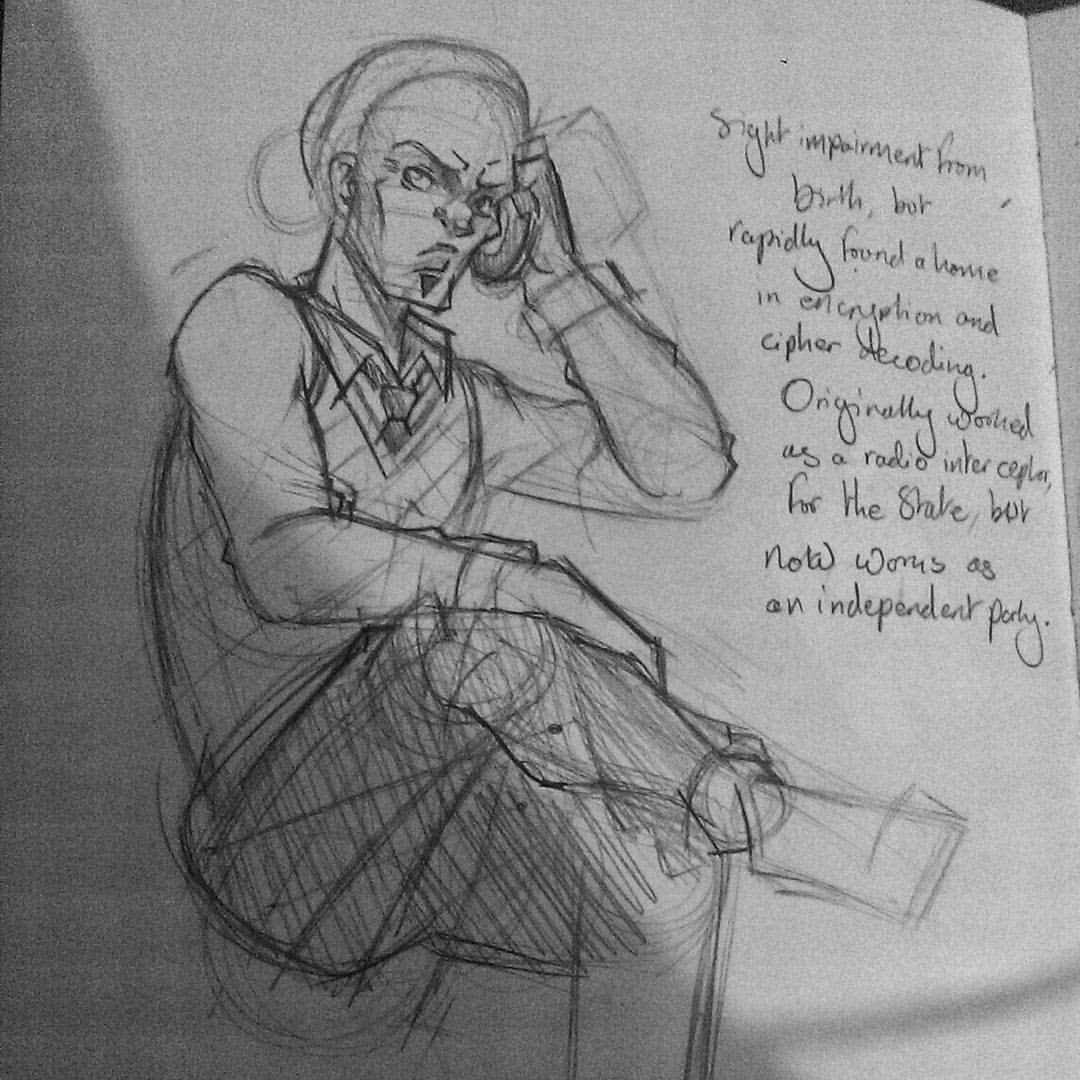 Sight impairment from
birth, but
rapidly found a home
in encryption and
cipher decoding.
Originally worked
as a radio interceptor,
for the State, but
now works as
an independent party.